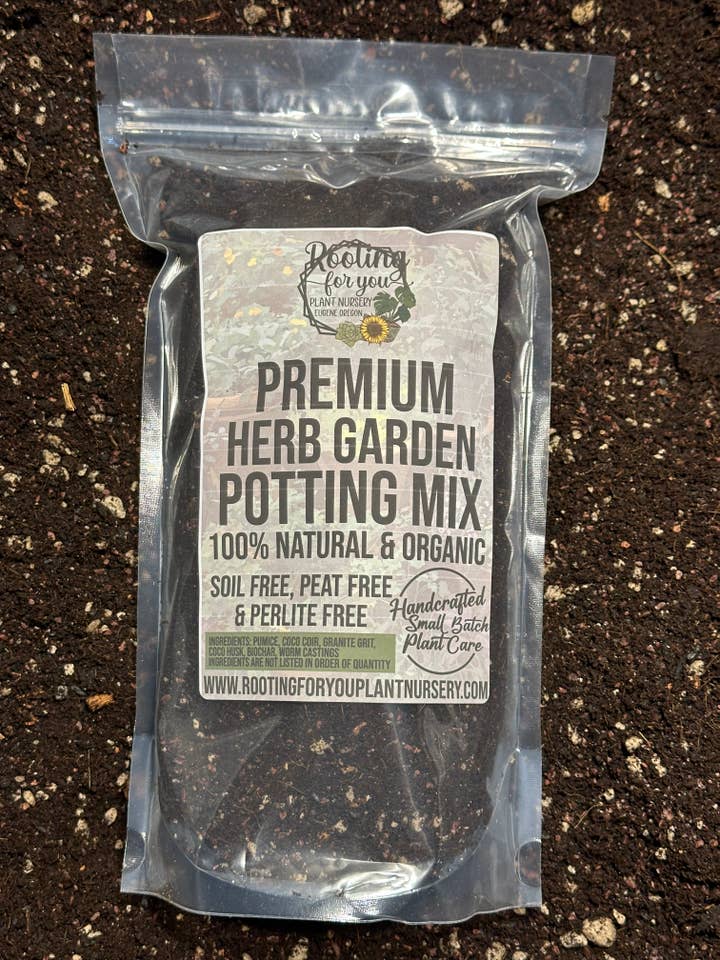 Rooting
for you
PLANT NURSERY
EUGENE OREGON
PREMIUM
HERB GARDEN
POTTING MIX
100% NATURAL & ORGANIC
SOIL FREE, PEAT FREE
& PERLITE FREE
Handcrafted
Small Batch
Plant Care
INGREDIENTS: PUMICE, COCO COIR, GRANITE GRIT,
COCO HUSK, BIOCHAR, WORM CASTINGS
INGREDIENTS ARE NOT LISTED IN ORDER OF QUANTITY
WWW.ROOTINGFORYOUPLANTNURSERY.COM